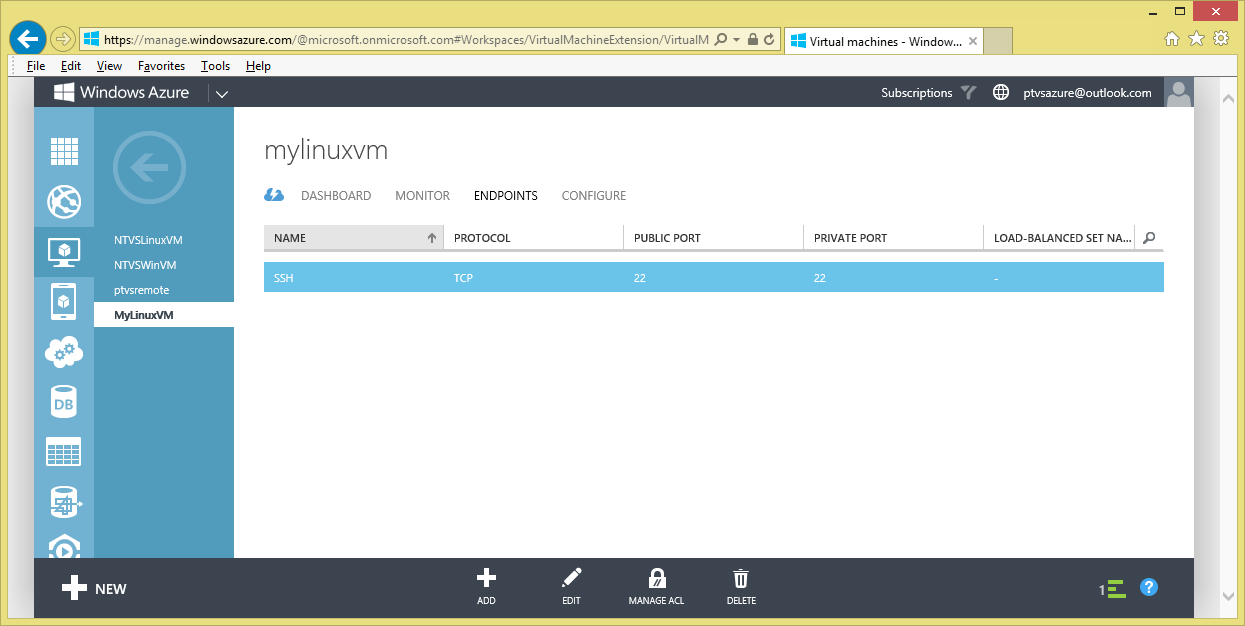 https://manage.windowsazure.com/@microsoft.onmicrosoft.com#Workspaces/VirtualMachineExtension/VirtualM
Virtual machines - Window...
File Edit View Favorites Tools Help
Windows Azure
Subscriptions
ptvsazure@outlook.com
NTVSLinuxVM
NTVSWinVM
ptvsremote
MyLinuxVM
DB
mylinuxvm
DASHBOARD MONITOR ENDPOINTS CONFIGURE
NAME PROTOCOL PUBLIC PORT PRIVATE PORT LOAD-BALANCED SET NA...
SSH TCP 22 22 -
NEW
ADD EDIT MANAGE ACL DELETE
1
?